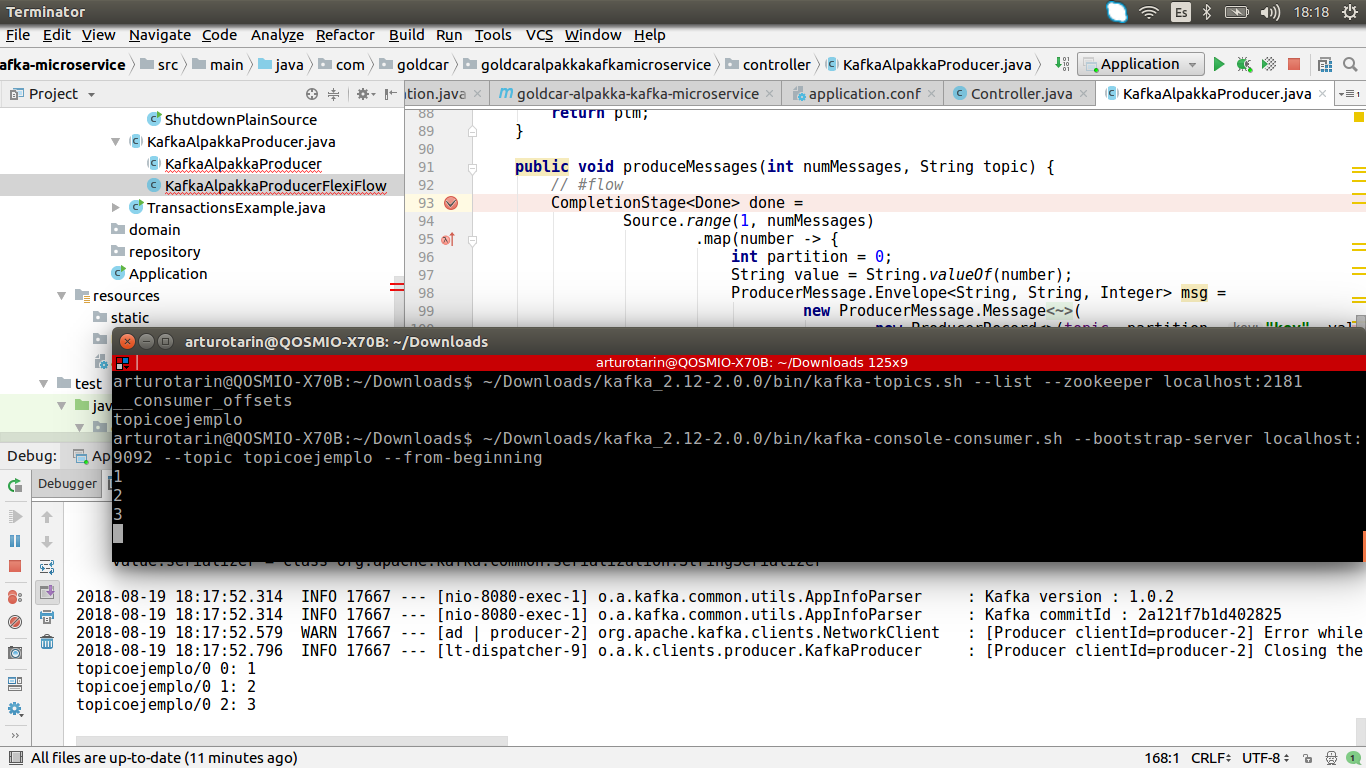 Terminator
Es
18:18
File Edit View Navigate Code Analyze Refactor Build Run Tools VCS Window Help
afka-microservice src main java com goldcar goldcaralpakkakafkamicroservice controller KafkaAlpakkaProducer.java Application
Project
ation.java goldcar-alpakka-kafka-microservice application.conf Controller.java KafkaAlpakkaProducer.java
ShutdownPlainSource
KafkaAlpakkaProducer.java
KafkaAlpakkaProducer
KafkaAlpakkaProducerFlexiFlow
TransactionsExample.java
domain
repository
Application
resources
static
test
jav
88 return ptm;
89 }
90
91 public void produceMessages(int numMessages, String topic) {
92 // #flow
93 CompletionStage<Done> done =
94 Source.range(1, numMessages)
95 .map(number -> {
96 int partition = 0;
97 String value = String.valueOf(number);
98 ProducerMessage.Envelope<String, String, Integer> msg =
99 new ProducerMessage.Message<~>(
arturotarin@QOSMIO-X70B: ~/Downloads
arturotarin@QOSMIO-X70B: ~/Downloads 125x9
arturotarin@QOSMIO-X70B:~/Downloads$ ~/Downloads/kafka_2.12-2.0.0/bin/kafka-topics.sh --list --zookeeper localhost:2181
__consumer_offsets
topicoejemplo
arturotarin@QOSMIO-X70B:~/Downloads$ ~/Downloads/kafka_2.12-2.0.0/bin/kafka-console-consumer.sh --bootstrap-server localhost:
9092 --topic topicoejemplo --from-beginning
1
2
3
Debug: Ap
Debugger
2018-08-19 18:17:52.314 INFO 17667 --- [nio-8080-exec-1] o.a.kafka.common.utils.AppInfoParser : Kafka version : 1.0.2
2018-08-19 18:17:52.314 INFO 17667 --- [nio-8080-exec-1] o.a.kafka.common.utils.AppInfoParser : Kafka commitId : 2a121f7b1d402825
2018-08-19 18:17:52.579 WARN 17667 --- [ad | producer-2] org.apache.kafka.clients.NetworkClient : [Producer clientId=producer-2] Error while
2018-08-19 18:17:52.796 INFO 17667 --- [lt-dispatcher-9] o.a.k.clients.producer.KafkaProducer : [Producer clientId=producer-2] Closing the
topicoejemplo/0 0: 1
topicoejemplo/0 1: 2
topicoejemplo/0 2: 3
All files are up-to-date (11 minutes ago)
168:1 CRLF UTF-8 1